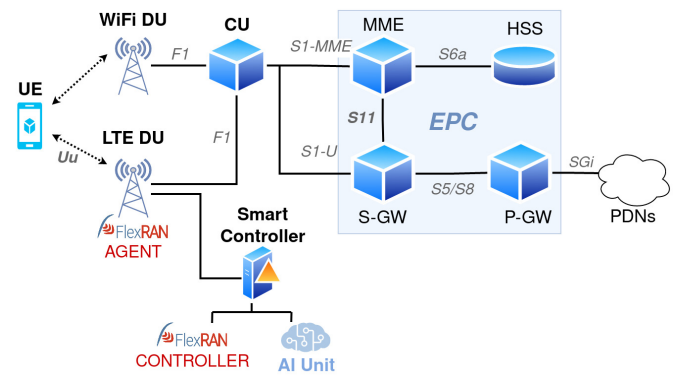 WiFi DU
CU
MME
HSS
F1
S1-MME
S6a
UE
S11
EPC
LTE DU
F1
Uu
S1-U
SGi
S5/S8
S-GW
P-GW
PDNs
FlexRAN
AGENT
Smart
Controller
FlexRAN
CONTROLLER
AI Unit